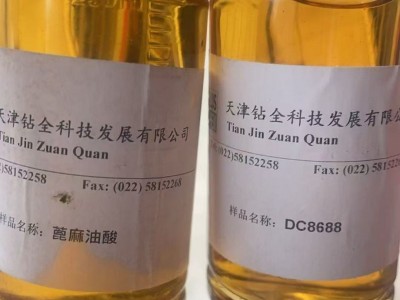 天津钻全科技发展有限公司
Tian Jin Zuan Quan
)58152258 Fax: (022) 58152268
样品名称: 蓖麻油酸
天津钻全科技发展有限公
Tian Jin Zuan Quan
022)58152258 Fax: (022) 5815
样品名称: DC8688